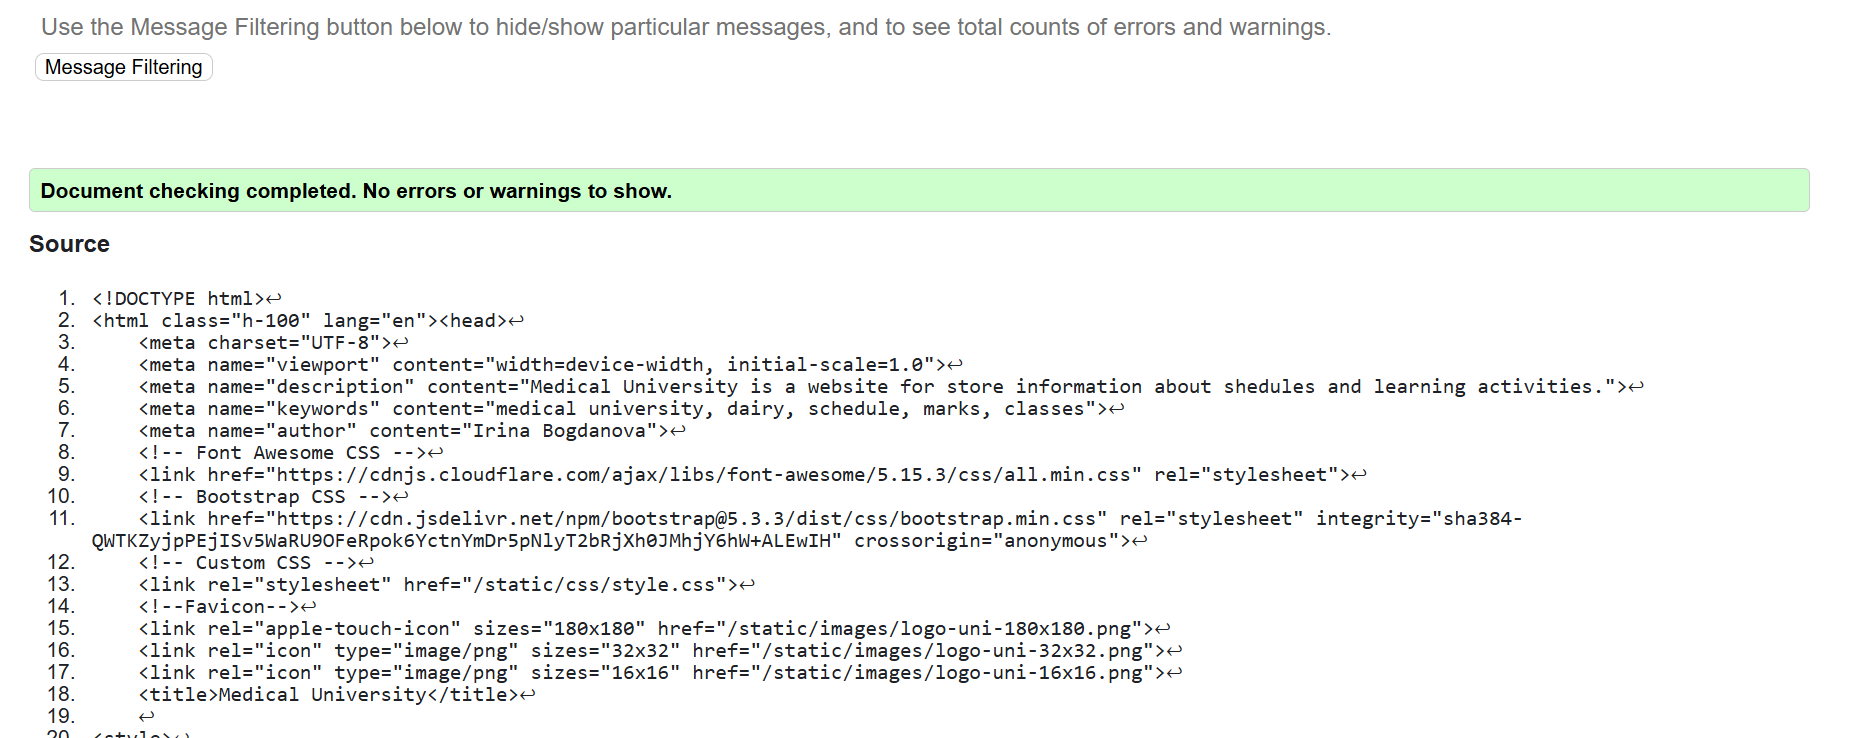 Use the Message Filtering button below to hide/show particular messages, and to see total counts of errors and warnings.
Message Filtering
Document checking completed. No errors or warnings to show.
Source
1. <!DOCTYPE html>↩
2. <html class="h-100" lang="en"><head>↩
3.     <meta charset="UTF-8">↩
4.     <meta name="viewport" content="width=device-width, initial-scale=1.0">↩
5.     <meta name="description" content="Medical University is a website for store information about shedules and learning activities.">↩
6.     <meta name="keywords" content="medical university, dairy, schedule, marks, classes">↩
7.     <meta name="author" content="Irina Bogdanova">↩
8.     <!-- Font Awesome CSS -->↩
9.     <link href="https://cdnjs.cloudflare.com/ajax/libs/font-awesome/5.15.3/css/all.min.css" rel="stylesheet">↩
10.     <!-- Bootstrap CSS -->↩
11.     <link href="https://cdn.jsdelivr.net/npm/bootstrap@5.3.3/dist/css/bootstrap.min.css" rel="stylesheet" integrity="sha384-
QWTKZyjpPEjISv5WaRU9OFeRpok6YctnYmDr5pNlyT2bRjXh0JMhjY6hW+ALEwIH" crossorigin="anonymous">↩
12.     <!-- Custom CSS -->↩
13.     <link rel="stylesheet" href="/static/css/style.css">↩
14.     <!--Favicon-->↩
15.     <link rel="apple-touch-icon" sizes="180x180" href="/static/images/logo-uni-180x180.png">↩
16.     <link rel="icon" type="image/png" sizes="32x32" href="/static/images/logo-uni-32x32.png">↩
17.     <link rel="icon" type="image/png" sizes="16x16" href="/static/images/logo-uni-16x16.png">↩
18.     <title>Medical University</title>↩
19.     ↩
20. <style>↩